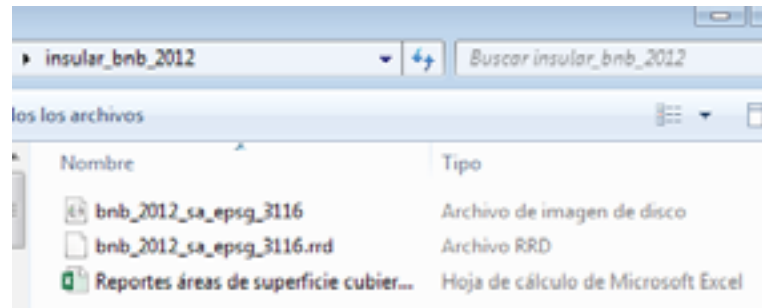 insular_bnb_2012 Buscar insular_bnb_2012
los los archivos
Nombre Tipo
bnb_2012_sa_epsg_3116 Archivo de imagen de disco
bnb_2012_sa_epsg_3116.rrd Archivo RRD
Reportes áreas de superficie cubier... Hoja de cálculo de Microsoft Excel